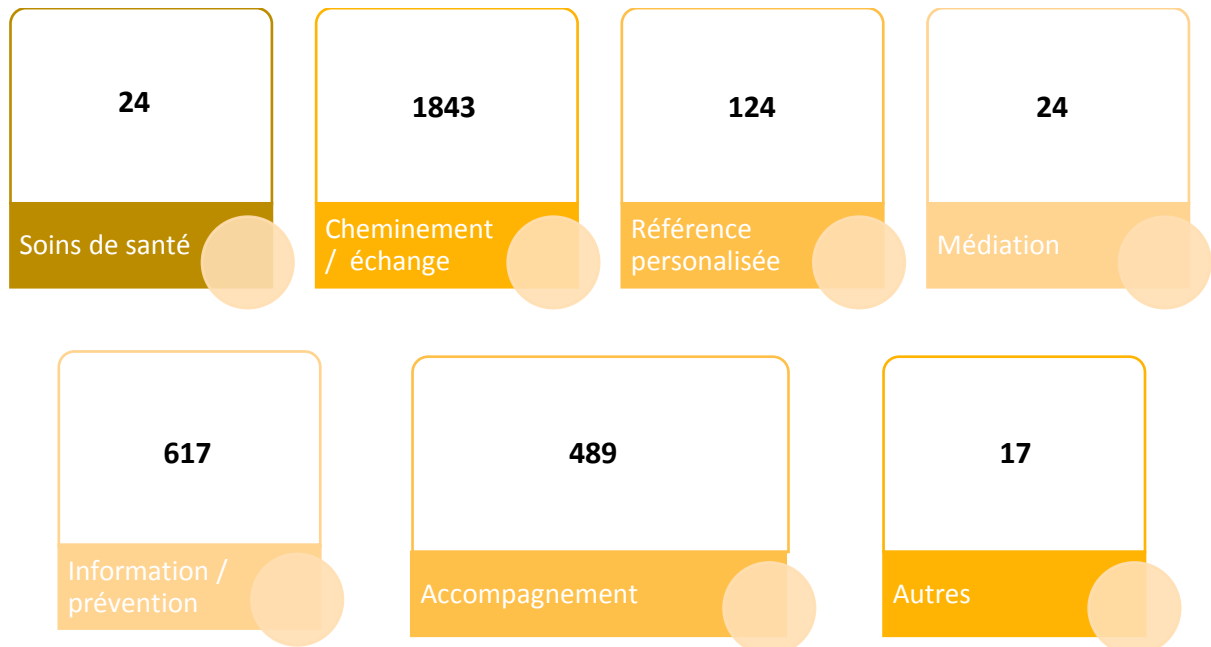 24
Soins de santé
1843
Cheminement
/ échange
124
Référence
personalisée
24
Médiation
617
Information /
prévention
489
Accompagnement
17
Autres